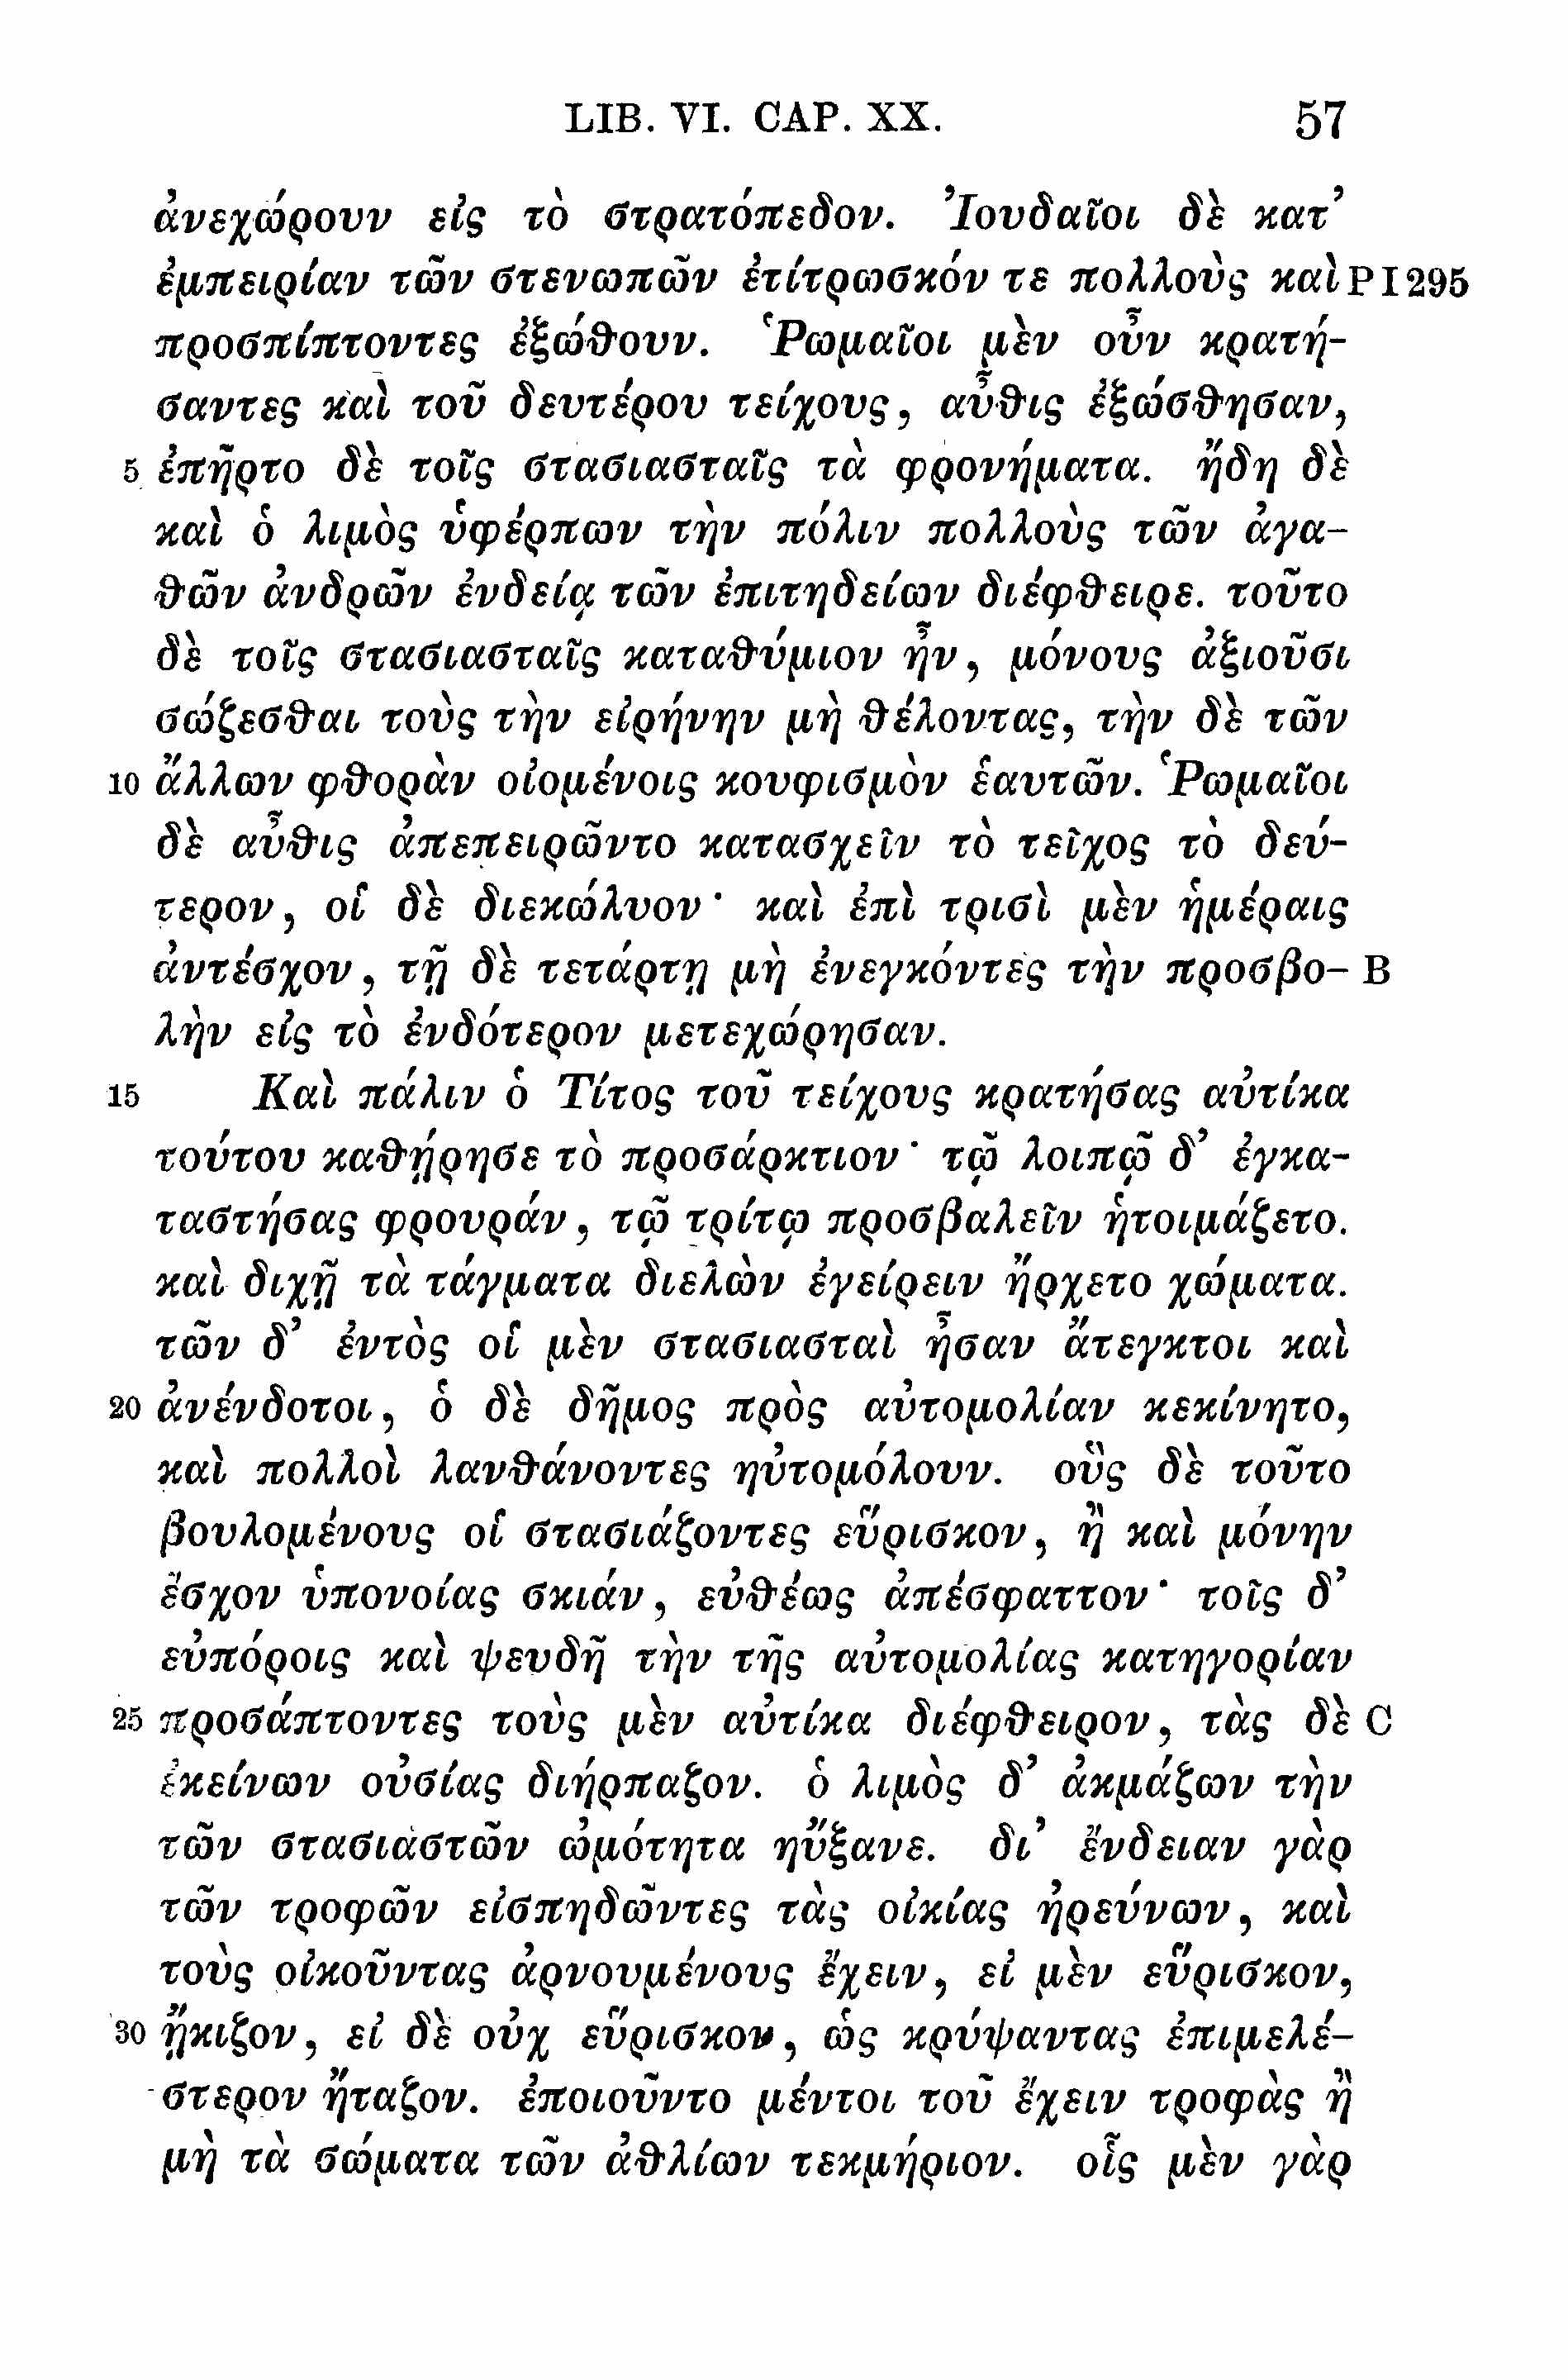 LIB. VI. CAP. XX. 57
ἀνεχώρουν εἰς τὸ στρατόπεδον. Ἰουδαῖοι δὲ κατ᾽
ἐμπειρίαν τῶν στενωπῶν ἐτίτρωσκόν τε πολλοὺς καὶ P I 295
προσπίπτοντες ἐξώθουν. Ῥωμαῖοι μὲν οὖν κρατή-
σαντες καὶ τοῦ δευτέρου τείχους, αὖθις ἐξώσθησαν,
5 ἐπῆρτο δὲ τοῖς στασιασταῖς τὰ φρονήματα. ἤδη δὲ
καὶ ὁ λιμὸς ὑφέρπων τὴν πόλιν πολλοὺς τῶν ἀγα-
θῶν ἀνδρῶν ἐνδείᾳ τῶν ἐπιτηδείων διέφθειρε. τοῦτο
δὲ τοῖς στασιασταῖς καταθύμιον ἦν, μόνους ἀξιοῦσι
σώζεσθαι τοὺς τὴν εἰρήνην μὴ θέλοντας, τὴν δὲ τῶν
10 ἄλλων φθορὰν οἰομένοις κουφισμὸν ἑαυτῶν. Ῥωμαῖοι
δὲ αὖθις ἀπεπειρῶντο κατασχεῖν τὸ τεῖχος τὸ δεύ-
τερον, οἱ δὲ διεκώλυον· καὶ ἐπὶ τρισὶ μὲν ἡμέραις
ἀντέσχον, τῇ δὲ τετάρτῃ μὴ ἐνεγκόντες τὴν προσβο- B
λὴν εἰς τὸ ἐνδότερον μετεχώρησαν.
15 Καὶ πάλιν ὁ Τίτος τοῦ τείχους κρατήσας αὐτίκα
τούτου καθῄρησε τὸ προσάρκτιον· τῷ λοιπῷ δ᾽ ἐγκα-
ταστήσας φρουράν, τῷ τρίτῳ προσβαλεῖν ἡτοιμάζετο.
καὶ διχῇ τὰ τάγματα διελὼν ἐγείρειν ἤρχετο χώματα.
τῶν δ᾽ ἐντὸς οἱ μὲν στασιασταὶ ἦσαν ἄτεγκτοι καὶ
20 ἀνένδοτοι, ὁ δὲ δῆμος πρὸς αὐτομολίαν κεκίνητο,
καὶ πολλοὶ λανθάνοντες ηὐτομόλουν. οὓς δὲ τοῦτο
βουλομένους οἱ στασιάζοντες εὕρισκον, ἢ καὶ μόνην
ἔσχον ὑπονοίας σκιάν, εὐθέως ἀπέσφαττον· τοῖς δ᾽
εὐπόροις καὶ ψευδῆ τὴν τῆς αὐτομολίας κατηγορίαν
25 προσάπτοντες τοὺς μὲν αὐτίκα διέφθειρον, τὰς δὲ C
ἐκείνων οὐσίας διήρπαζον. ὁ λιμὸς δ᾽ ἀκμάζων τὴν
τῶν στασιαστῶν ὠμότητα ηὔξανε. δι᾽ ἔνδειαν γὰρ
τῶν τροφῶν εἰσπηδῶντες τὰς οἰκίας ἠρεύνων, καὶ
τοὺς οἰκοῦντας ἀρνουμένους ἔχειν, εἰ μὲν εὕρισκον,
30 ᾔκιζον, εἰ δὲ οὐχ εὕρισκον, ὡς κρύψαντας ἐπιμελέ-
στερον ἤταζον. ἐποιοῦντο μέντοι τοῦ ἔχειν τροφὰς ἢ
μὴ τὰ σώματα τῶν ἀθλίων τεκμήριον. οἷς μὲν γὰρ